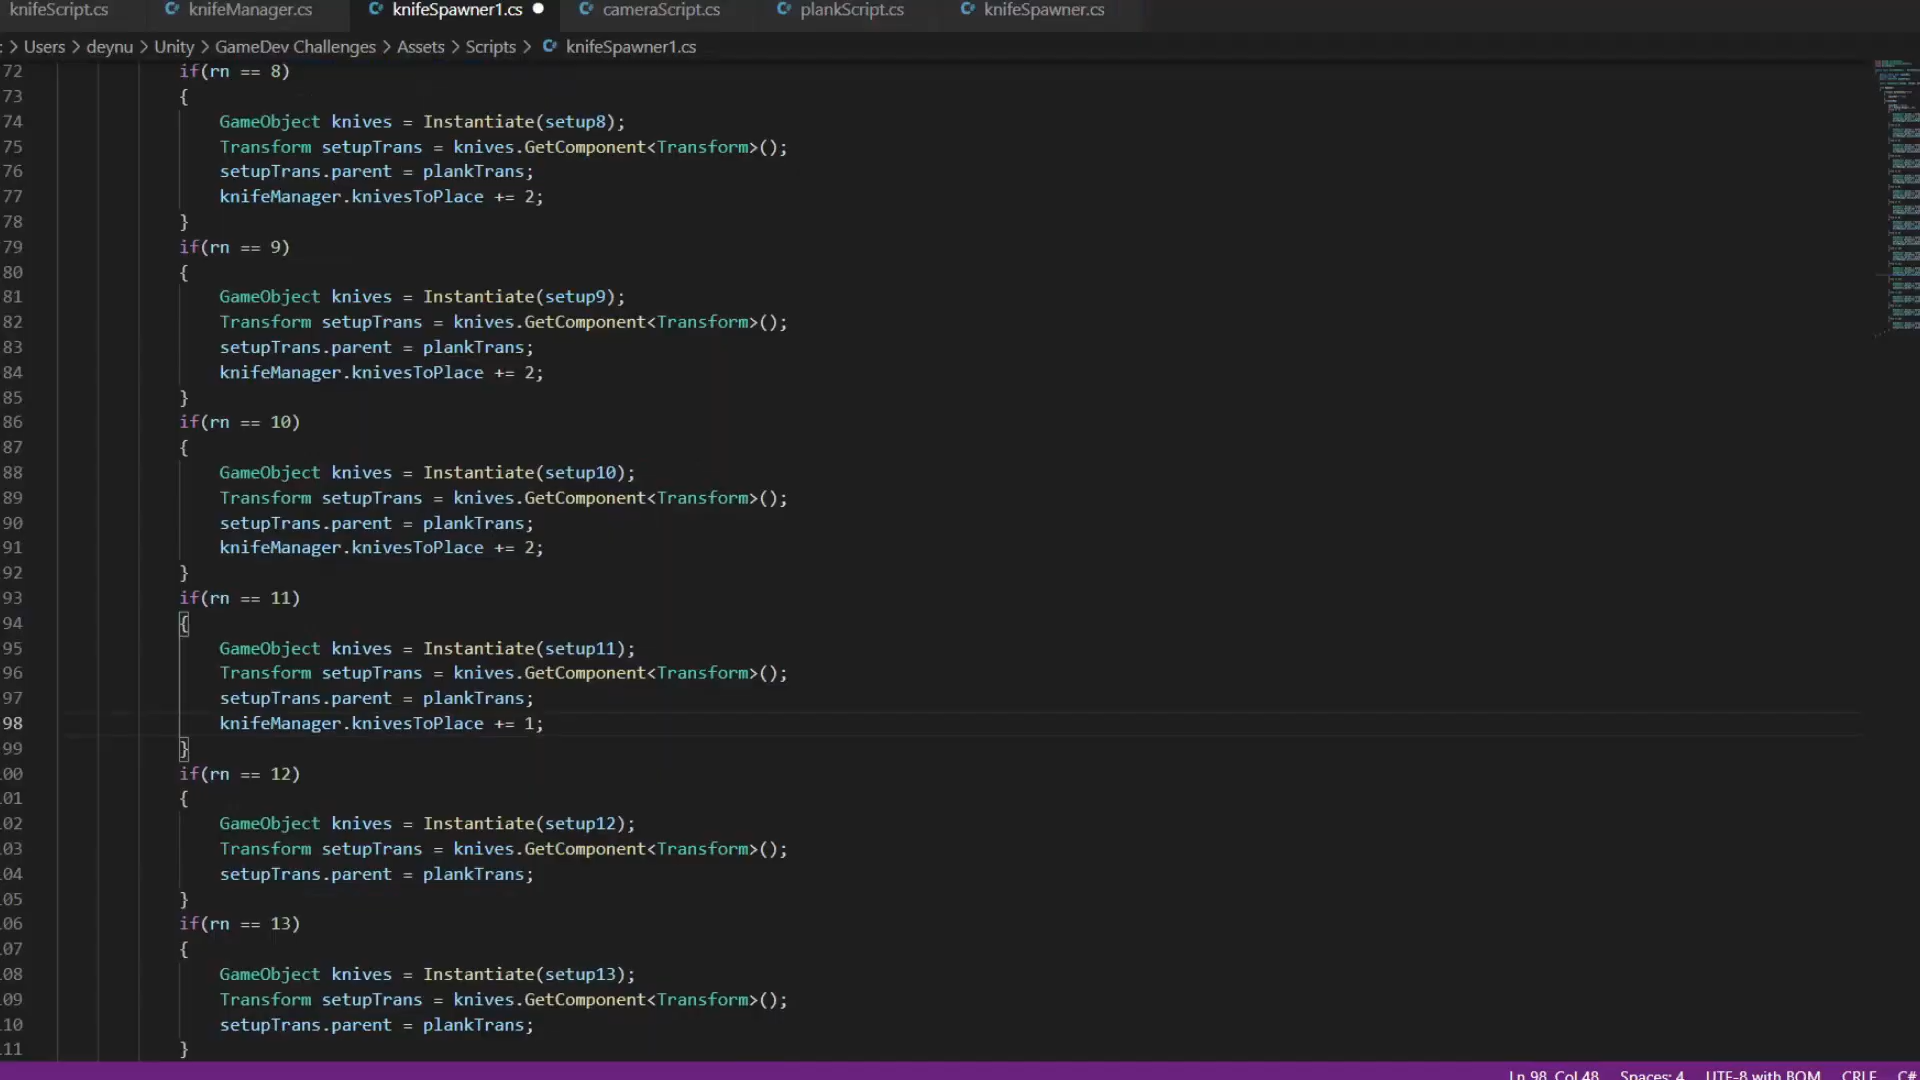 knifeScript.cs knifeManager.cs knifeSpawner1.cs cameraScript.cs plankScript.cs knifeSpawner.cs
: > Users > deynu > Unity > GameDev Challenges > Assets > Scripts > knifeSpawner1.cs
72 if(rn == 8)
73 {
74 GameObject knives = Instantiate(setup8);
75 Transform setupTrans = knives.GetComponent<Transform>();
76 setupTrans.parent = plankTrans;
77 knifeManager.knivesToPlace += 2;
78 }
79 if(rn == 9)
80 {
81 GameObject knives = Instantiate(setup9);
82 Transform setupTrans = knives.GetComponent<Transform>();
83 setupTrans.parent = plankTrans;
84 knifeManager.knivesToPlace += 2;
85 }
86 if(rn == 10)
87 {
88 GameObject knives = Instantiate(setup10);
89 Transform setupTrans = knives.GetComponent<Transform>();
90 setupTrans.parent = plankTrans;
91 knifeManager.knivesToPlace += 2;
92 }
93 if(rn == 11)
94 {
95 GameObject knives = Instantiate(setup11);
96 Transform setupTrans = knives.GetComponent<Transform>();
97 setupTrans.parent = plankTrans;
98 knifeManager.knivesToPlace += 1;
99 }
00 if(rn == 12)
01 {
02 GameObject knives = Instantiate(setup12);
03 Transform setupTrans = knives.GetComponent<Transform>();
04 setupTrans.parent = plankTrans;
05 }
06 if(rn == 13)
07 {
08 GameObject knives = Instantiate(setup13);
09 Transform setupTrans = knives.GetComponent<Transform>();
10 setupTrans.parent = plankTrans;
11 }
Ln 98, Col 48 Spaces: 4 UTF-8 with BOM CRLF C#